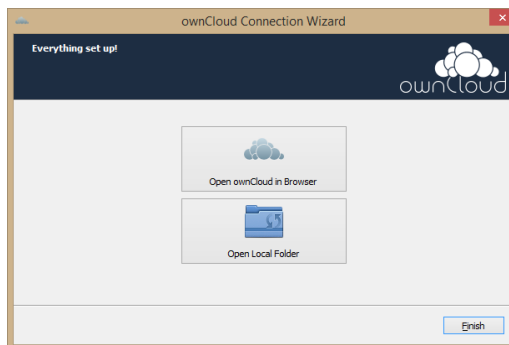 ownCloud Connection Wizard
Everything set up!
ownCloud
Open ownCloud in Browser
Open Local Folder
Finish